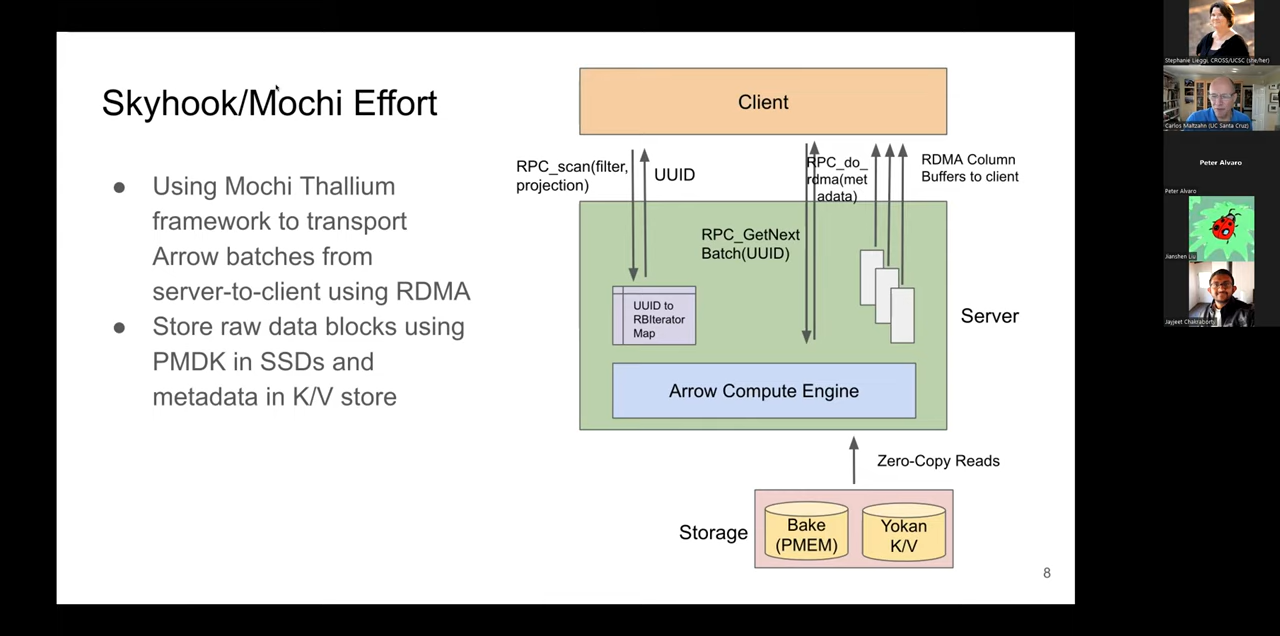 Skyhook/Mochi Effort
● Using Mochi Thallium
framework to transport
Arrow batches from
server-to-client using RDMA
● Store raw data blocks using
PMDK in SSDs and
metadata in K/V store
Client
RPC_scan(filter,
projection)
UUID
RPC_do_
rdma(met
adata)
RDMA Column
Buffers to client
RPC_GetNext
Batch(UUID)
UUID to
RBIterator
Map
Server
Arrow Compute Engine
Zero-Copy Reads
Storage
Bake
(PMEM)
Yokan
K/V
8
Stephanie Lieggi, CROSS/UCSC (she/her)
Carlos Maltzahn (UC Santa Cruz)
Peter Alvaro
Peter Alvaro
Jianshen Liu
Jayjeet Chakraborty